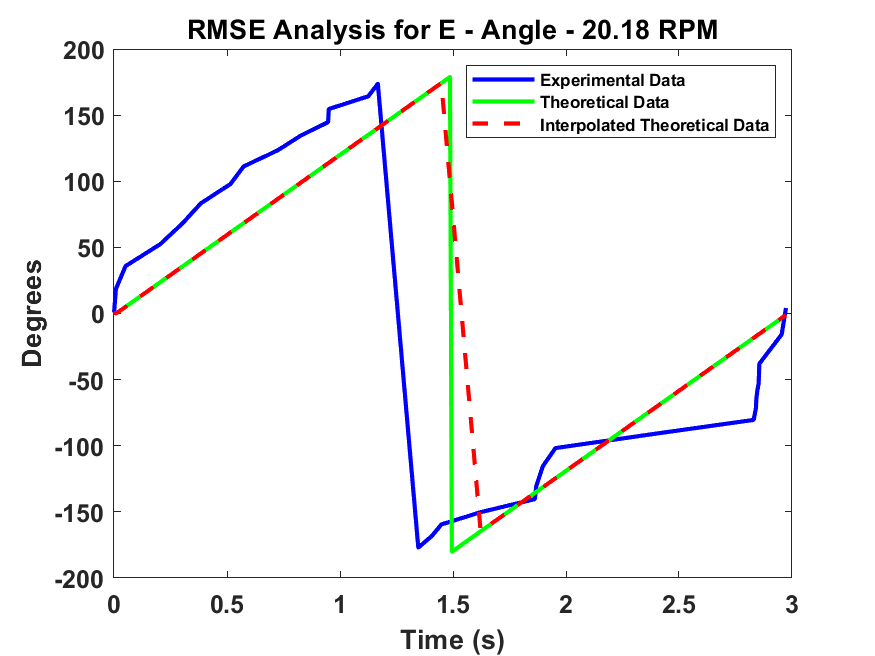 RMSE Analysis for E - Angle - 20.18 RPM
200
150
100
50
0
-50
-100
-150
-200
Degrees
Experimental Data
Theoretical Data
Interpolated Theoretical Data
0
0.5
1
1.5
2
2.5
3
Time (s)